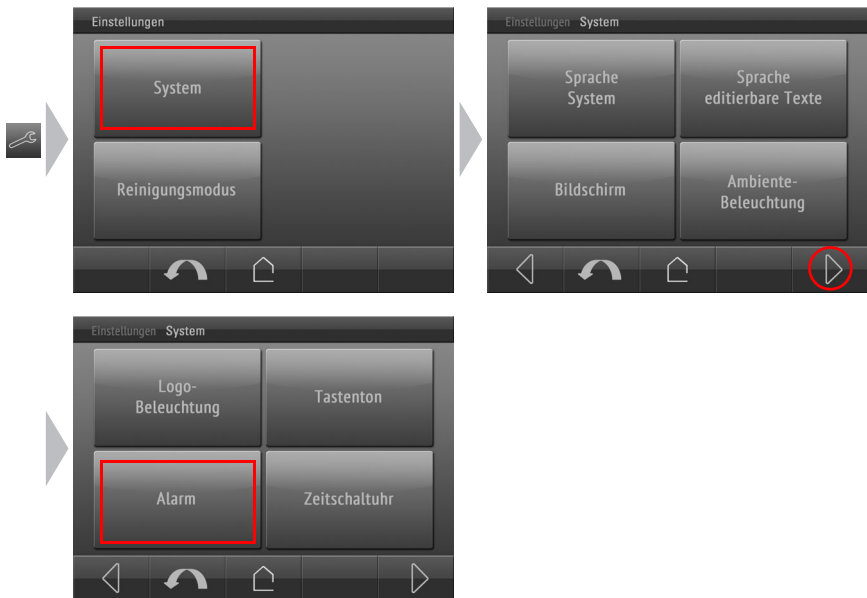 Einstellungen
System
Reinigungsmodus
Einstellungen System
Sprache
System
Sprache
editierbare Texte
Bildschirm
Ambiente-
Beleuchtung
Einstellungen System
Logo-
Beleuchtung
Tastenton
Alarm
Zeitschaltuhr